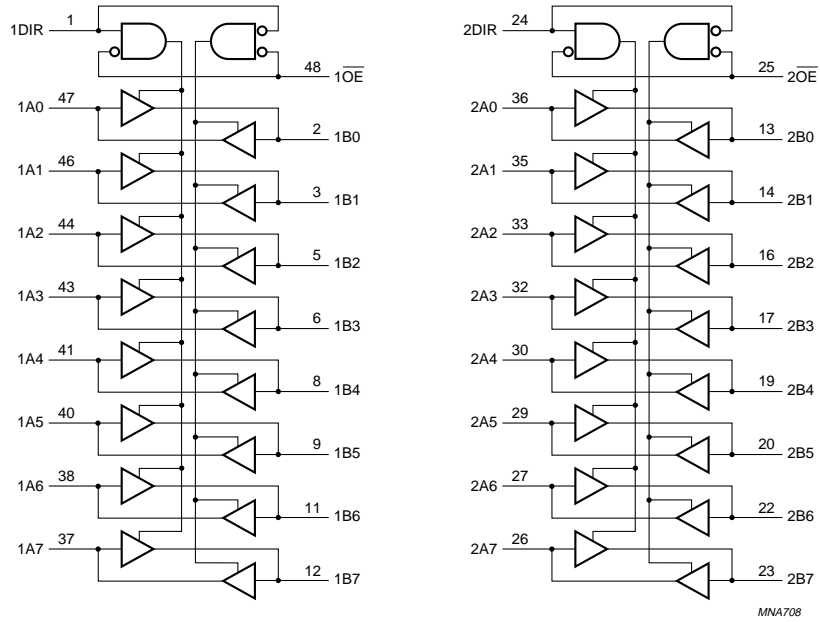 1DIR 1
48 1OE
1A0 47
2 1B0
1A1 46
3 1B1
1A2 44
5 1B2
1A3 43
6 1B3
1A4 41
8 1B4
1A5 40
9 1B5
1A6 38
11 1B6
1A7 37
12 1B7
2DIR 24
25 2OE
2A0 36
13 2B0
2A1 35
14 2B1
2A2 33
16 2B2
2A3 32
17 2B3
2A4 30
19 2B4
2A5 29
20 2B5
2A6 27
22 2B6
2A7 26
23 2B7
MNA708